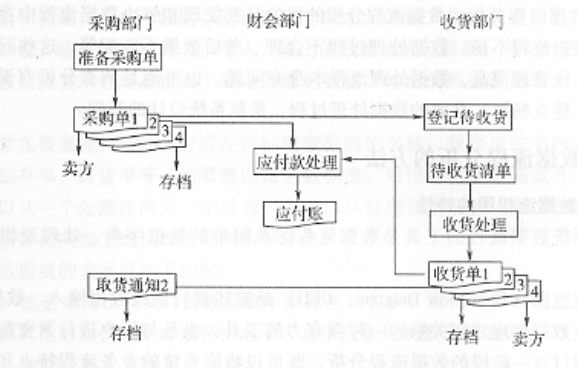 采购部门
财会部门
收货部门
准备采购单
采购单1
2
3
4
卖方
存档
登记待收货
应付款处理
待收货清单
应付账
收货处理
取货通知2
收货单1
2
3
4
存档
存档
卖方